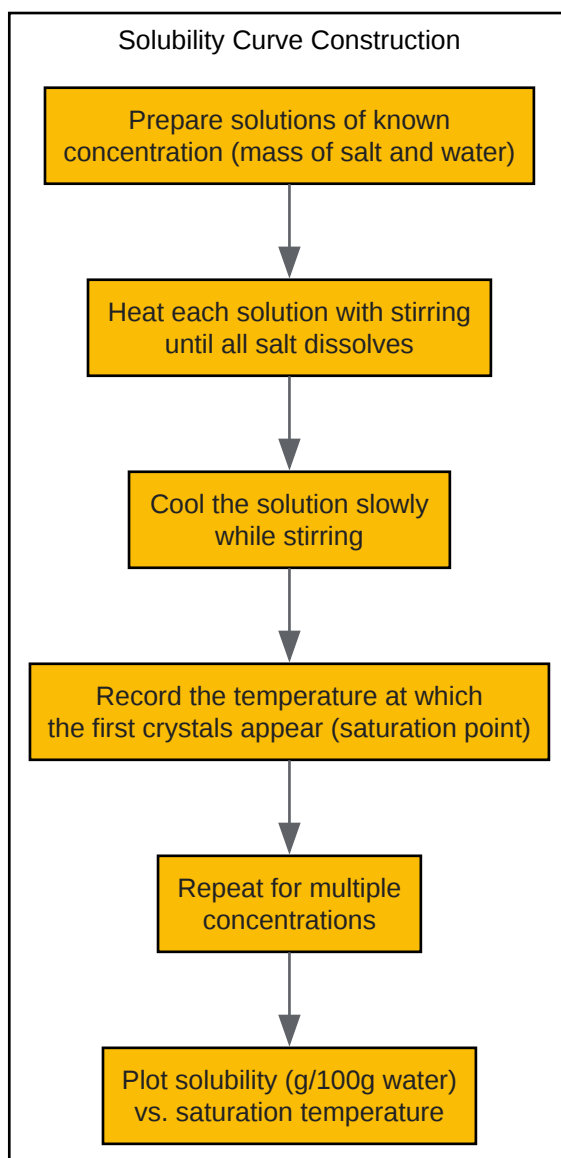 Solubility Curve Construction
Prepare solutions of known
concentration (mass of salt and water)
Heat each solution with stirring
until all salt dissolves
Cool the solution slowly
while stirring
Record the temperature at which
the first crystals appear (saturation point)
Repeat for multiple
concentrations
Plot solubility (g/100g water)
vs. saturation temperature